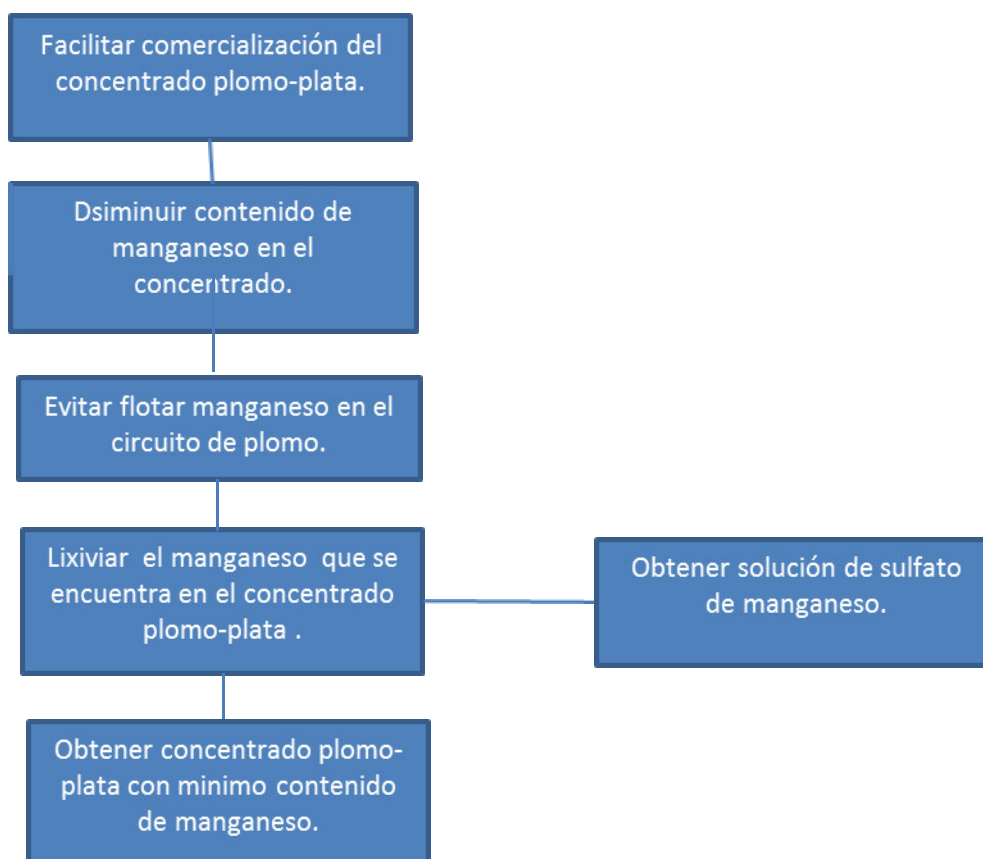 Facilitar comercialización del
concentrado plomo-plata.
Dsiminuir contenido de
manganeso en el
concentrado.
Evitar flotar manganeso en el
circuito de plomo.
Lixiviar el manganeso que se
encuentra en el concentrado
plomo-plata .
Obtener solución de sulfato
de manganeso.
Obtener concentrado plomo-
plata con minimo contenido
de manganeso.